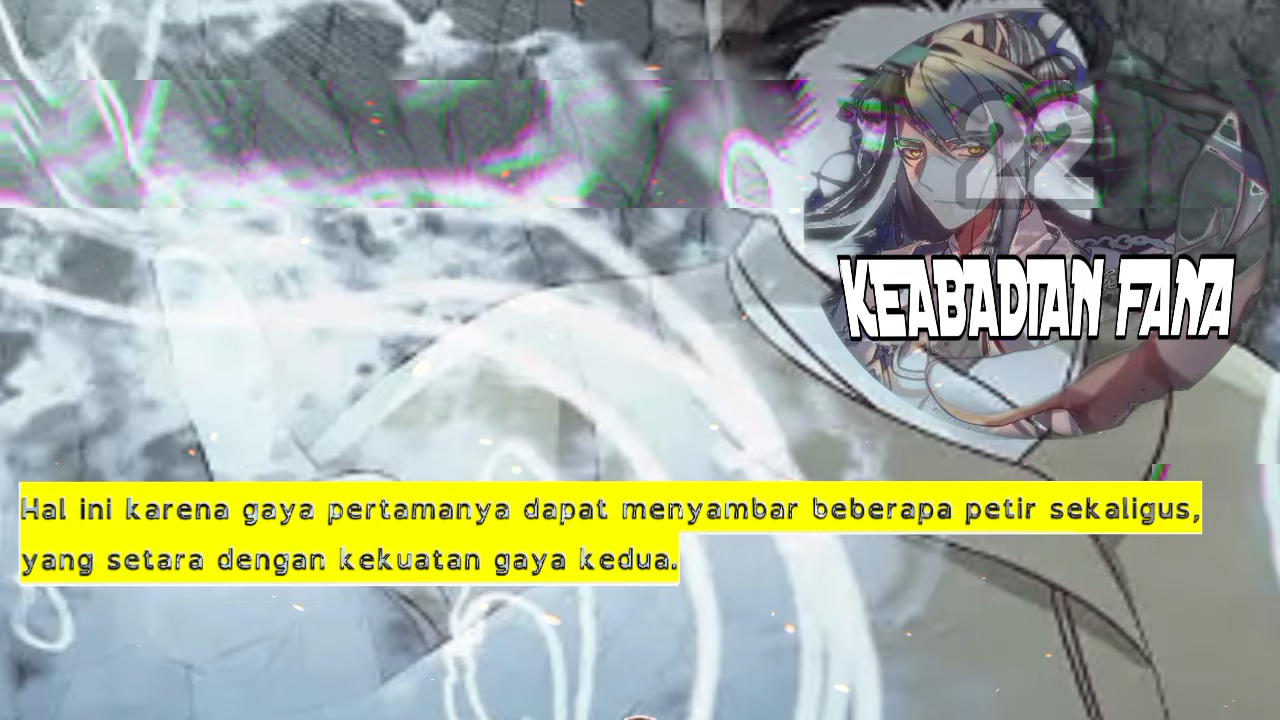 22
KEABADIAN FANA
Hal ini karena gaya pertamanya dapat menyambar beberapa petir sekaligus,
yang setara dengan kekuatan gaya kedua.